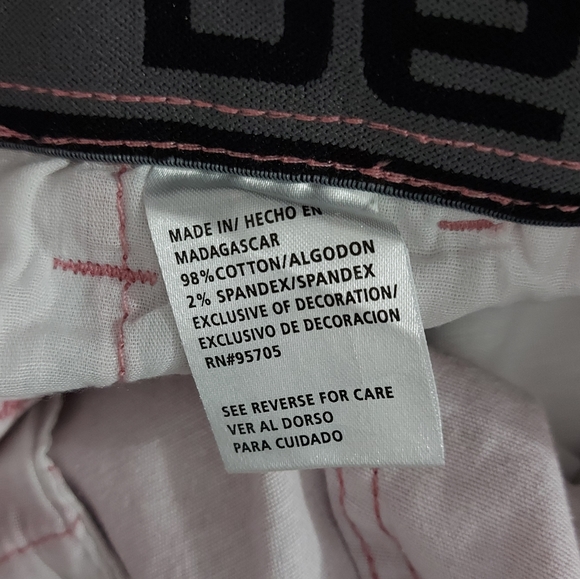 De
MADE IN/ HECHO EN
MADAGASCAR
98%COTTON/ALGODON
2% SPANDEX/SPANDEX
EXCLUSIVE OF DECORATION/
EXCLUSIVO DE DECORACION
RN#95705
SEE REVERSE FOR CARE
VER AL DORSO
PARA CUIDADO